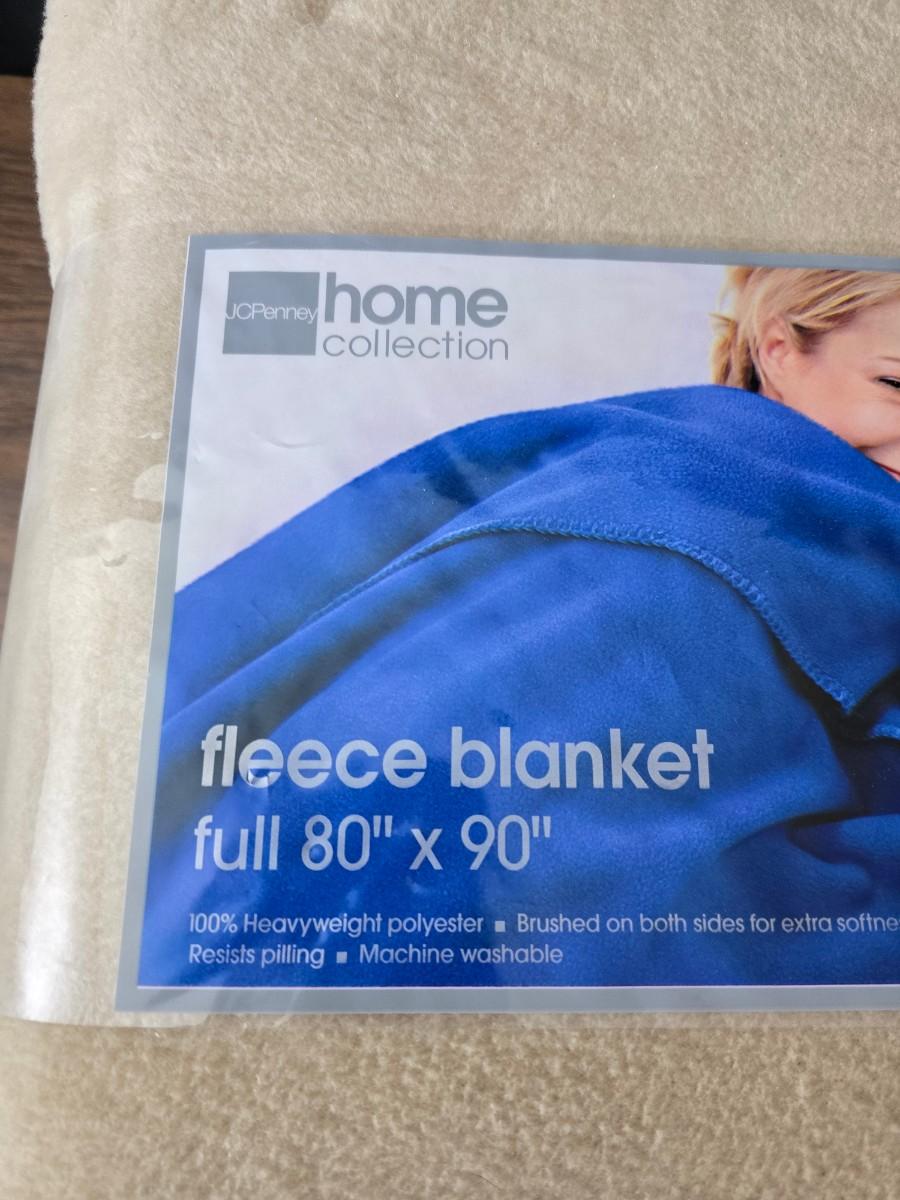 JCPenney
home
collection
fleece blanket
full 80" x 90"
100% Heavyweight polyester ▪ Brushed on both sides for extra
Resists pilling ▪ Machine washable